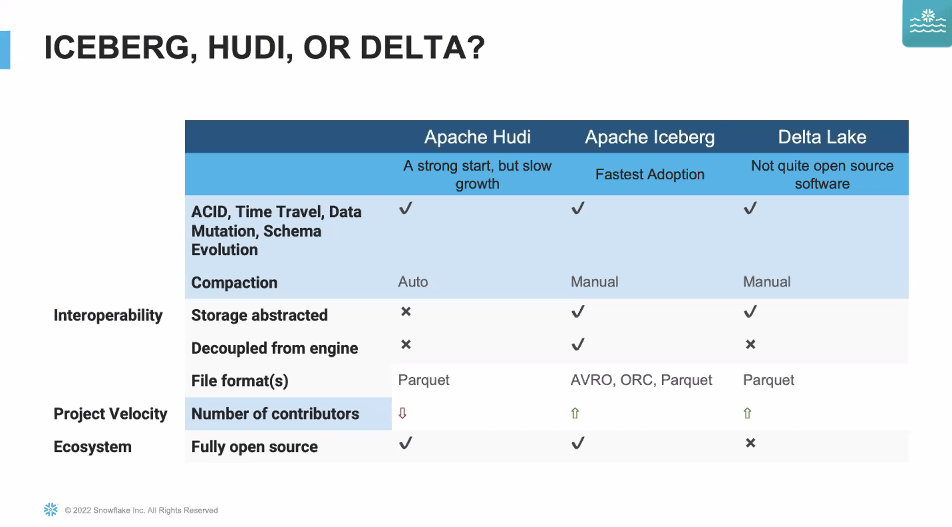 ICEBERG, HUDI, OR DELTA?
Apache Hudi Apache Iceberg Delta Lake
A strong start, but slow
growth
Fastest Adoption
Not quite open source
software
ACID, Time Travel, Data
Mutation, Schema
Evolution
✓ ✓ ✓
Compaction Auto Manual Manual
Interoperability Storage abstracted × ✓ ✓
Decoupled from engine × ✓ ×
File format(s) Parquet AVRO, ORC, Parquet Parquet
Project Velocity Number of contributors ⇩ ⇧ ⇧
Ecosystem Fully open source ✓ ✓ ×
© 2022 Snowflake Inc. All Rights Reserved